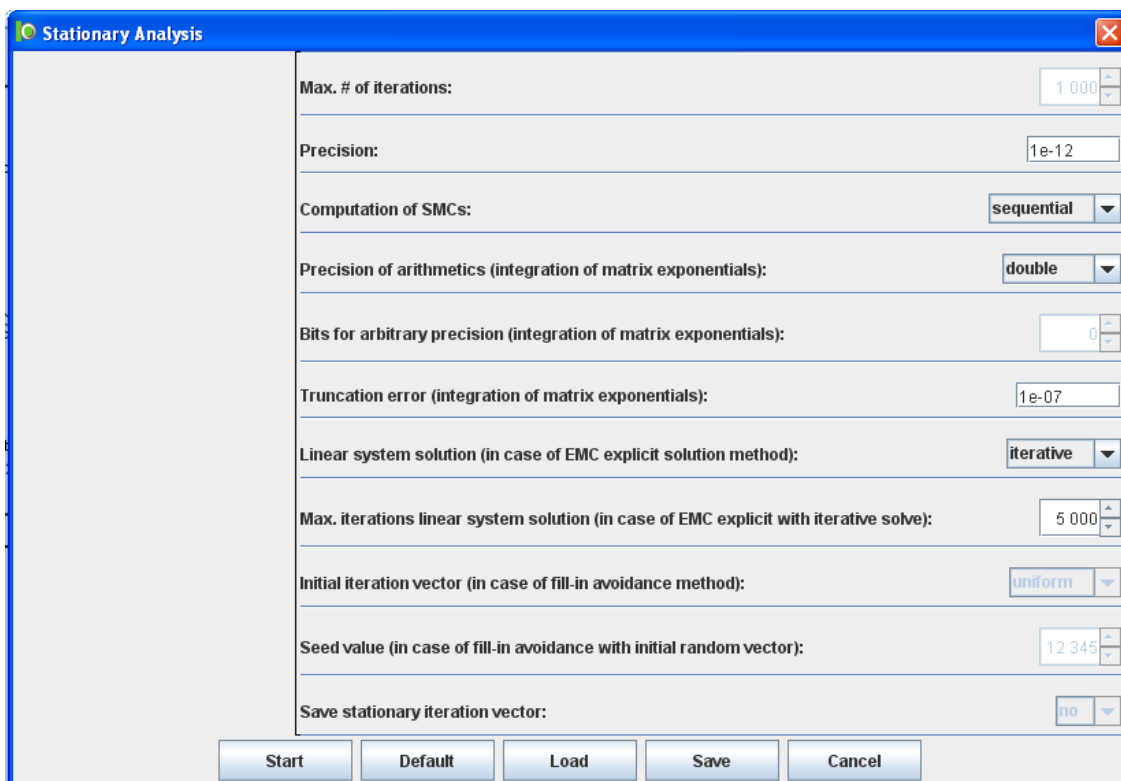 Stationary Analysis
Max. # of iterations: 1 000
Precision: 1e-12
Computation of SMCs: sequential
Precision of arithmetics (integration of matrix exponentials): double
Bits for arbitrary precision (integration of matrix exponentials): 0
Truncation error (integration of matrix exponentials): 1e-07
Linear system solution (in case of EMC explicit solution method): iterative
Max. iterations linear system solution (in case of EMC explicit with iterative solve): 5 000
Initial iteration vector (in case of fill-in avoidance method): uniform
Seed value (in case of fill-in avoidance with initial random vector): 12 345
Save stationary iteration vector: no
Start Default Load Save Cancel